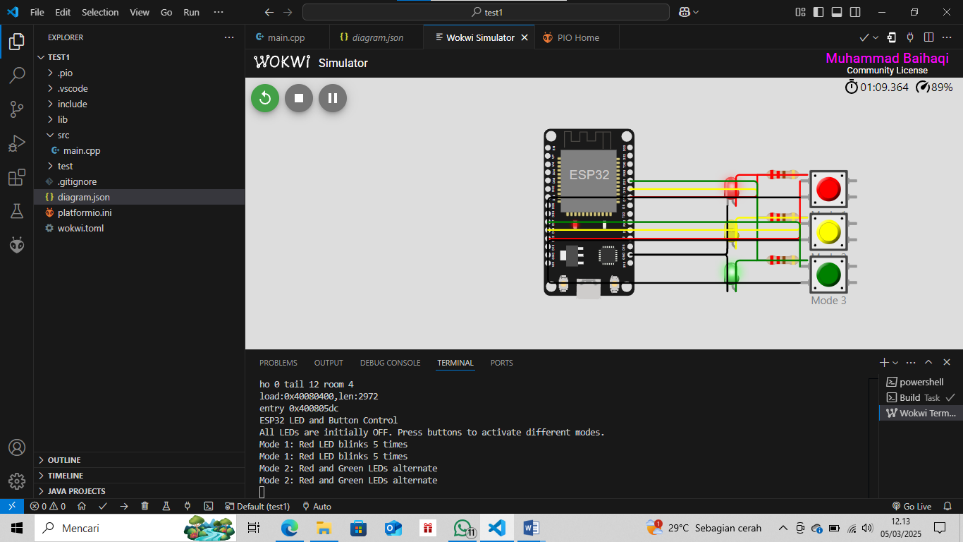 File Edit Selection View Go Run ··· test1
EXPLORER ···
main.cpp diagram.json Wokwi Simulator PIO Home
TEST1
.pio
.vscode
include
lib
src
main.cpp
test
.gitignore
diagram.json
platformio.ini
wokwi.toml
OUTLINE
TIMELINE
JAVA PROJECTS
WOKWI Simulator
Muhammad Baihaqi
Community License
01:09.364 89%
ESP32
Mode 3
PROBLEMS OUTPUT DEBUG CONSOLE TERMINAL PORTS
ho 0 tail 12 room 4
load:0x40080400,len:2972
entry 0x400805dc
ESP32 LED and Button Control
All LEDs are initially OFF. Press buttons to activate different modes.
Mode 1: Red LED blinks 5 times
Mode 1: Red LED blinks 5 times
Mode 2: Red and Green LEDs alternate
Mode 2: Red and Green LEDs alternate
powershell
Build Task
Wokwi Term...
0 0 Default (test1) Auto Go Live
Mencari
11
29°C Sebagian cerah
12.13
05/03/2025